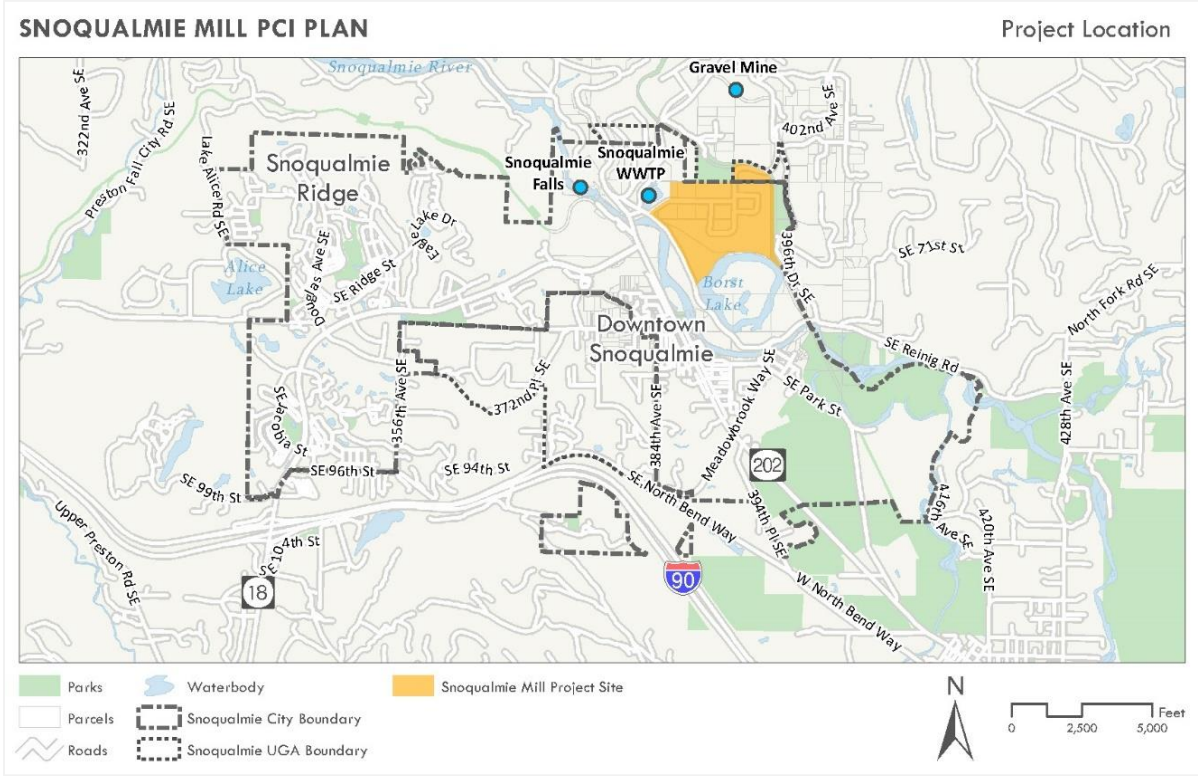 SNOQUALMIE MILL PCI PLAN
Project Location
Snoqualmie River
Gravel Mine
322nd Ave SE
Preston Fall-City Rd SE
Lake Alice Rd SE
402nd Ave SE
Snoqualmie
Ridge
Snoqualmie
Falls
Snoqualmie
WWTP
Eagle Lake Dr
396th Dr SE
SE 71st St
Alice
Lake
Douglas Ave SE
SE Ridge St
Borst
Lake
North Fork Rd SE
Downtown
Snoqualmie
SE Reinig Rd
356th Ave SE
372nd Pl SE
384th Ave SE
Meadowbrook Way SE
SE Park St
428th Ave SE
SE 96th St
SE 94th St
SE 99th St
202
SE North Bend Way
394th Pl SE
416th Ave SE
420th Ave SE
Upper Preston Rd SE
SE 104th St
18
90
W North Bend Way
Parks
Waterbody
Snoqualmie Mill Project Site
Parcels
Snoqualmie City Boundary
Roads
Snoqualmie UGA Boundary
N
Feet
0
2,500
5,000